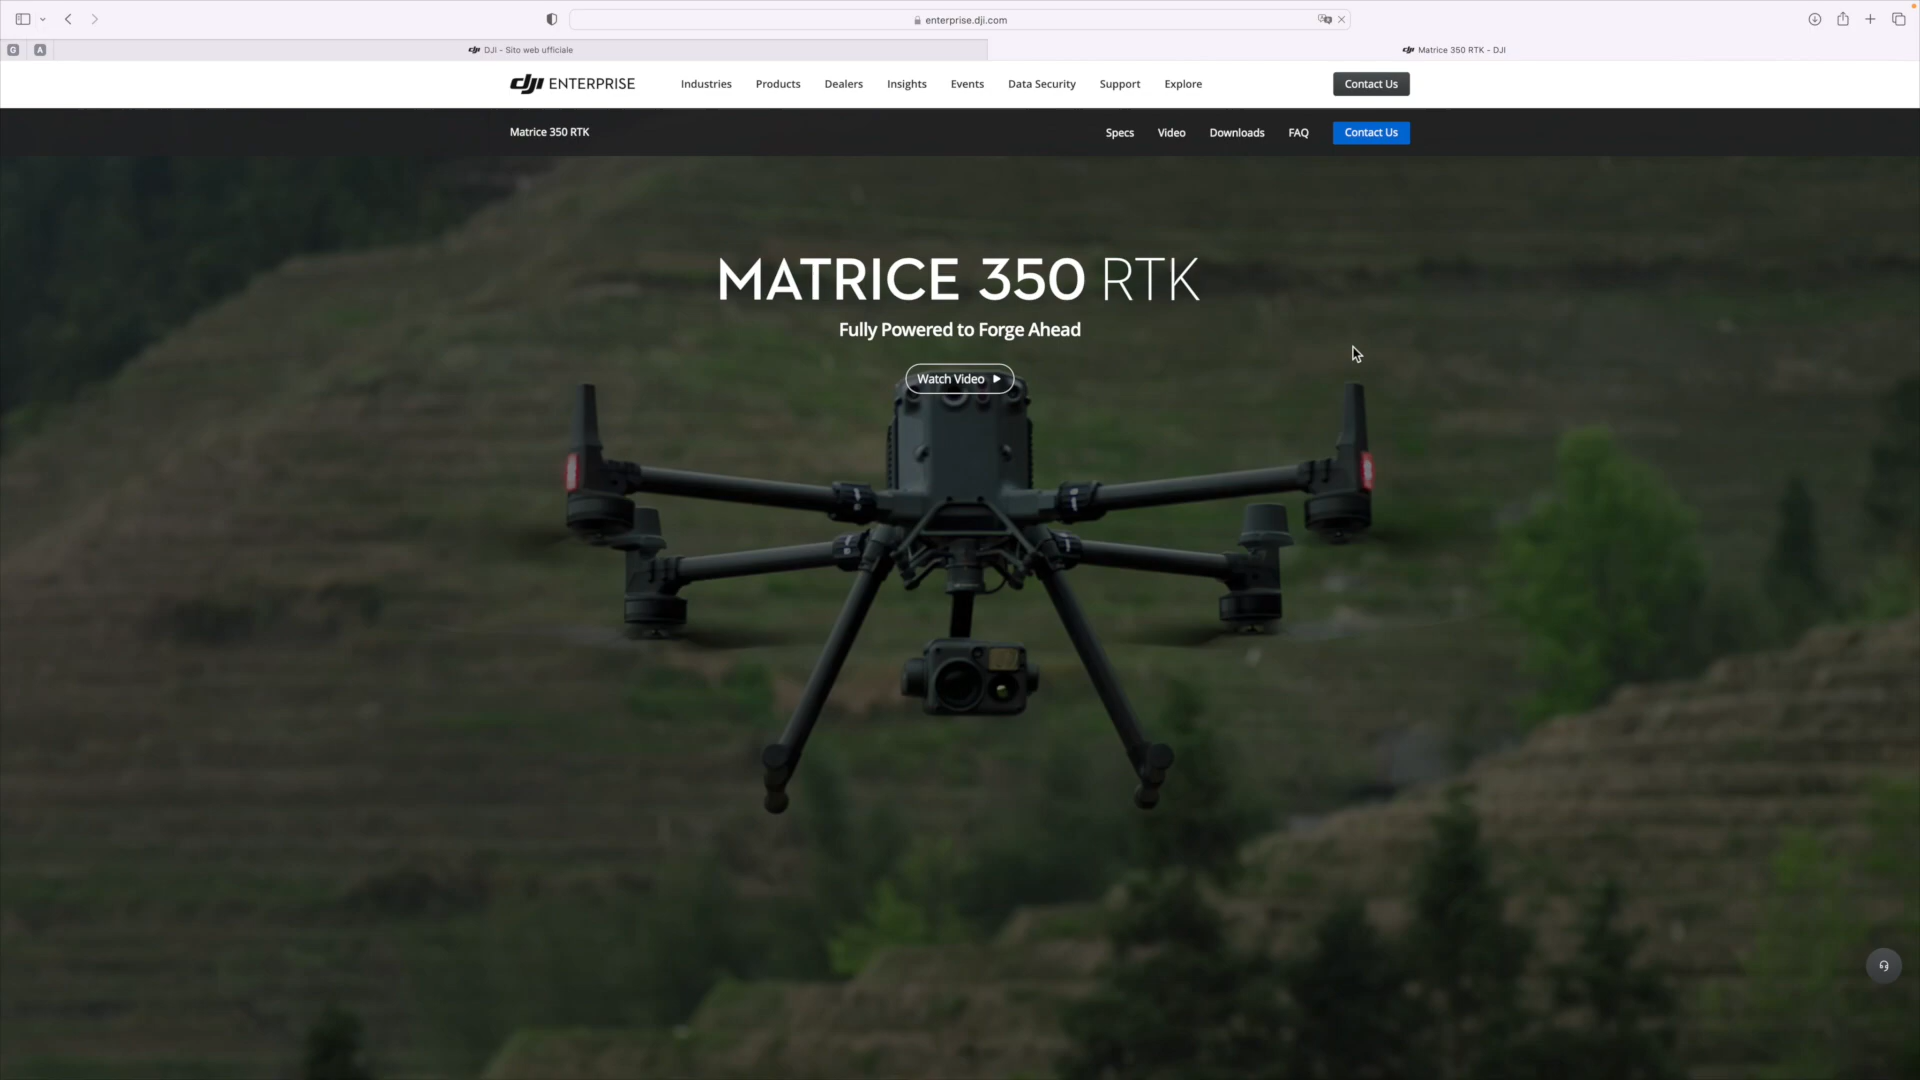 enterprise.dji.com
G
A
dji DJI - Sito web ufficiale
dji Matrice 350 RTK - DJI
dji ENTERPRISE
Industries
Products
Dealers
Insights
Events
Data Security
Support
Explore
Contact Us
Matrice 350 RTK
Specs
Video
Downloads
FAQ
Contact Us
MATRICE 350 RTK
Fully Powered to Forge Ahead
Watch Video